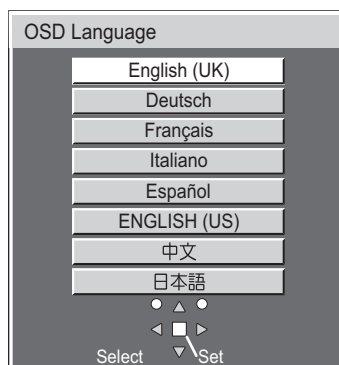 OSD Language
English (UK)
Deutsch
Français
Italiano
Español
ENGLISH (US)
中文
日本語
Select Set